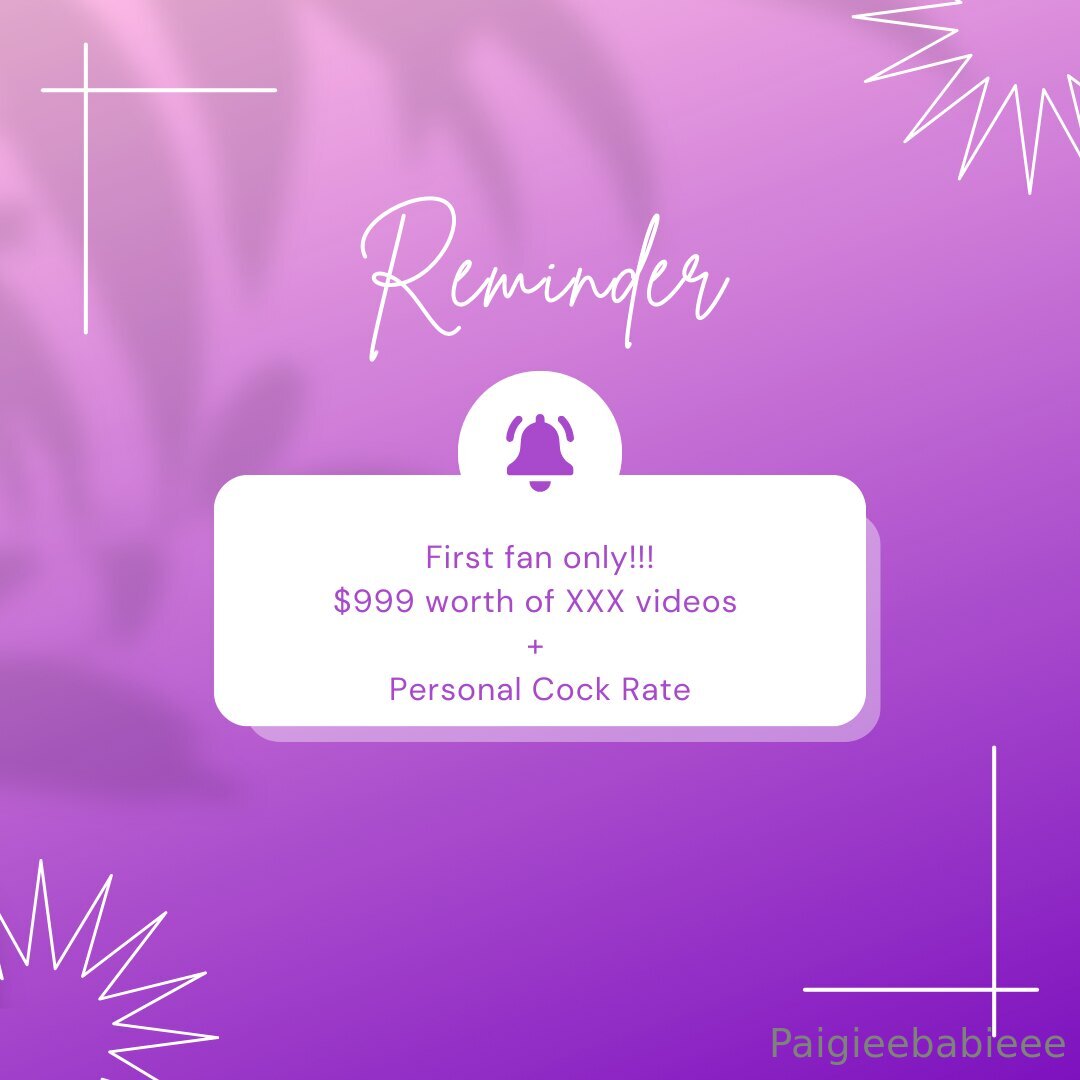 Reminder
First fan only!!!
$999 worth of XXX videos
+
Personal Cock Rate
Paigieebabieee